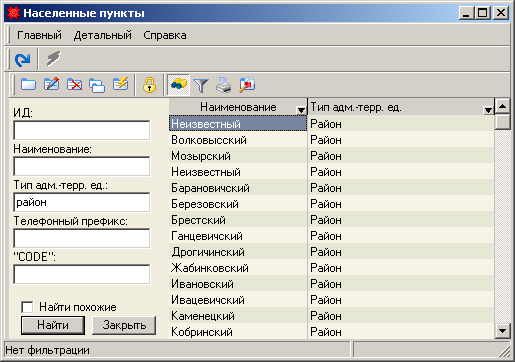 Населенные пункты
Главный Детальный Справка
Наименование Тип адм.-терр. ед.
ИД:
Наименование:
Тип адм.-терр. ед.:
район
Телефонный префикс:
"CODE":
Найти похожие
Найти Закрыть
Неизвестный Район
Волковысский Район
Мозырский Район
Неизвестный Район
Барановичский Район
Березовский Район
Брестский Район
Ганцевичский Район
Дрогичинский Район
Жабинковский Район
Ивановский Район
Ивацевичский Район
Каменецкий Район
Кобринский Район
Нет фильтрации